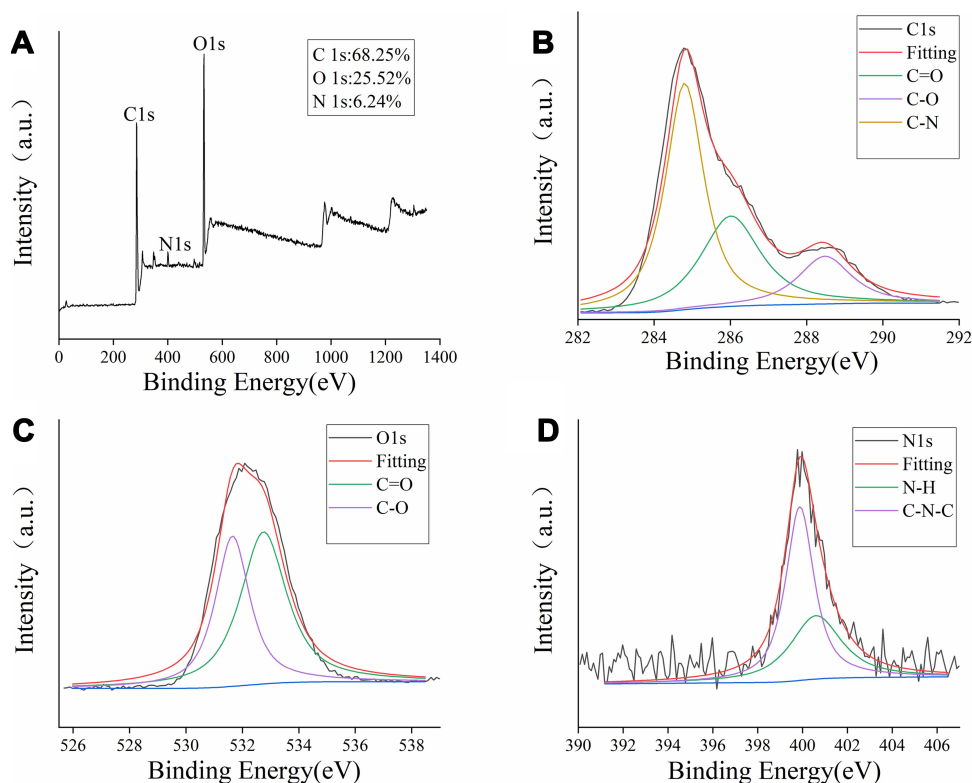 A
O1s
C 1s:68.25%
O 1s:25.52%
N 1s:6.24%
C1s
N1s
Intensity（a.u.）
0 200 400 600 800 1000 1200 1400
Binding Energy(eV)
B
C1s
Fitting
C=O
C-O
C-N
Intensity（a.u.）
282 284 286 288 290 292
Binding Energy(eV)
C
O1s
Fitting
C=O
C-O
Intensity（a.u.）
526 528 530 532 534 536 538
Binding Energy(eV)
D
N1s
Fitting
N-H
C-N-C
Intensity（a.u.）
390 392 394 396 398 400 402 404 406
Binding Energy(eV)